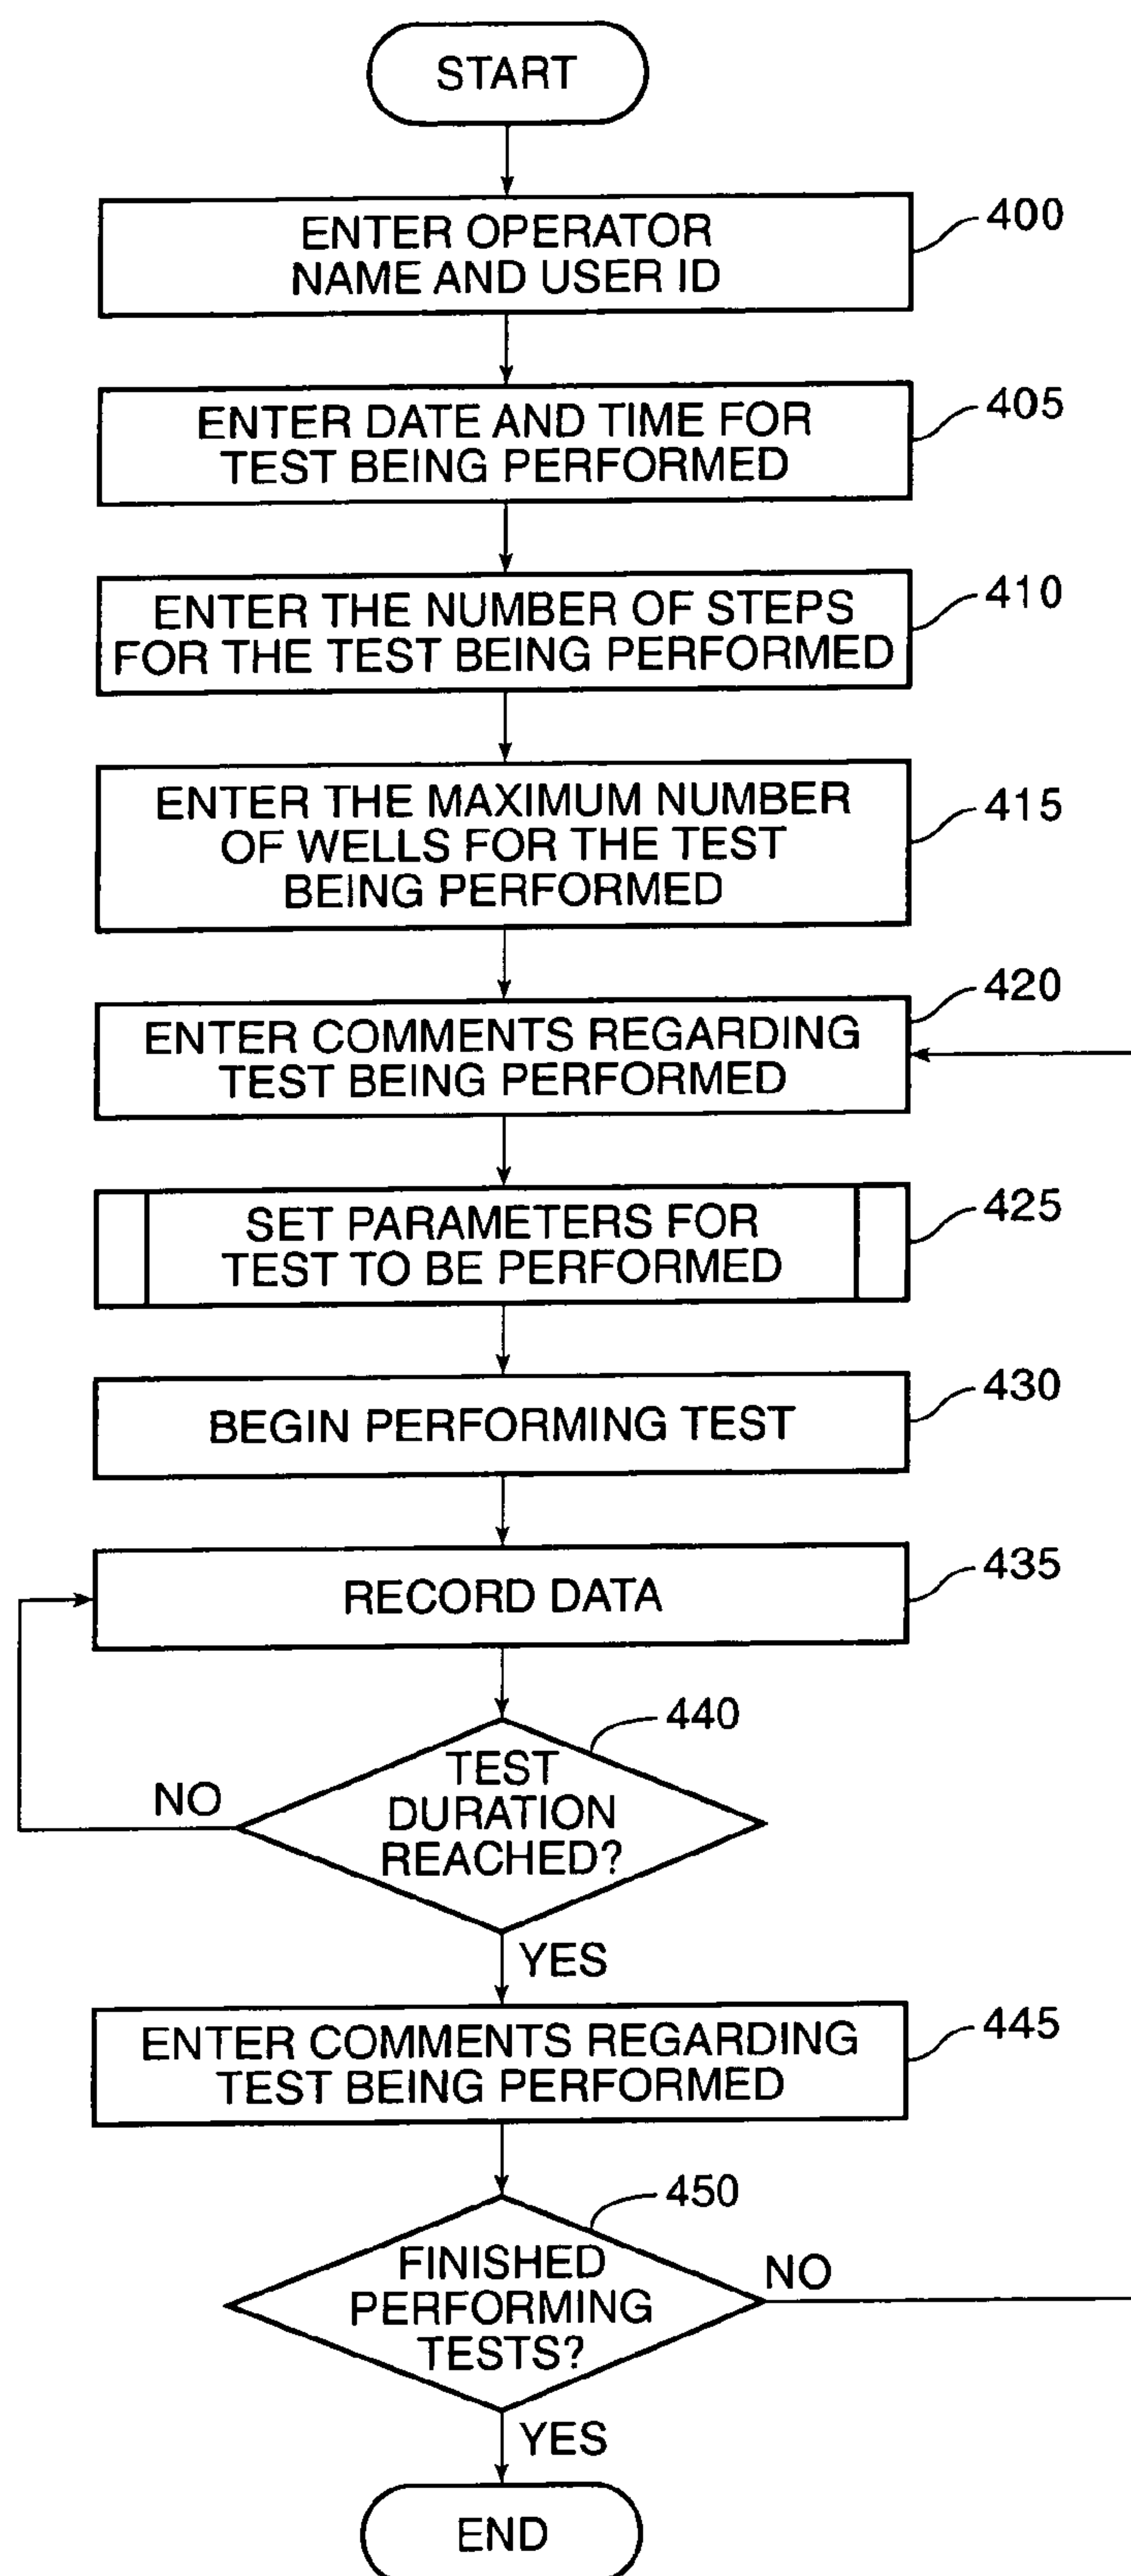 START
ENTER OPERATOR
NAME AND USER ID
400
ENTER DATE AND TIME FOR
TEST BEING PERFORMED
405
ENTER THE NUMBER OF STEPS
FOR THE TEST BEING PERFORMED
410
ENTER THE MAXIMUM NUMBER
OF WELLS FOR THE TEST
BEING PERFORMED
415
ENTER COMMENTS REGARDING
TEST BEING PERFORMED
420
SET PARAMETERS FOR
TEST TO BE PERFORMED
425
BEGIN PERFORMING TEST
430
RECORD DATA
435
TEST
DURATION
REACHED?
440
NO
YES
ENTER COMMENTS REGARDING
TEST BEING PERFORMED
445
FINISHED
PERFORMING
TESTS?
450
NO
YES
END